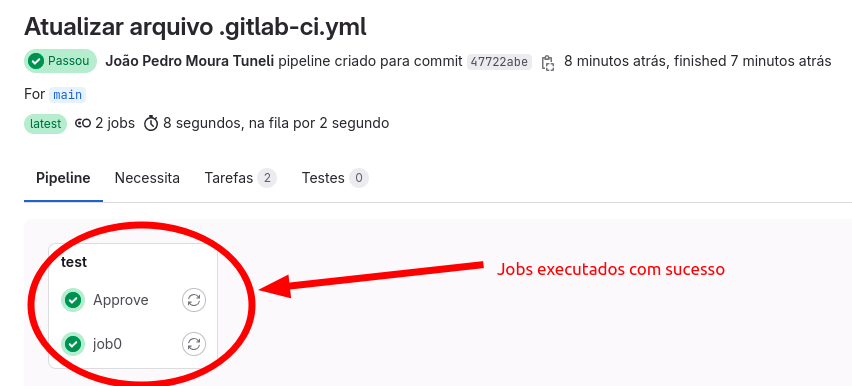 Atualizar arquivo .gitlab-ci.yml
Passou João Pedro Moura Tuneli pipeline criado para commit 47722abe 8 minutos atrás, finished 7 minutos atrás
For main
latest 2 jobs 8 segundos, na fila por 2 segundo
Pipeline Necessita Tarefas 2 Testes 0
test
Approve
Jobs executados com sucesso
job0